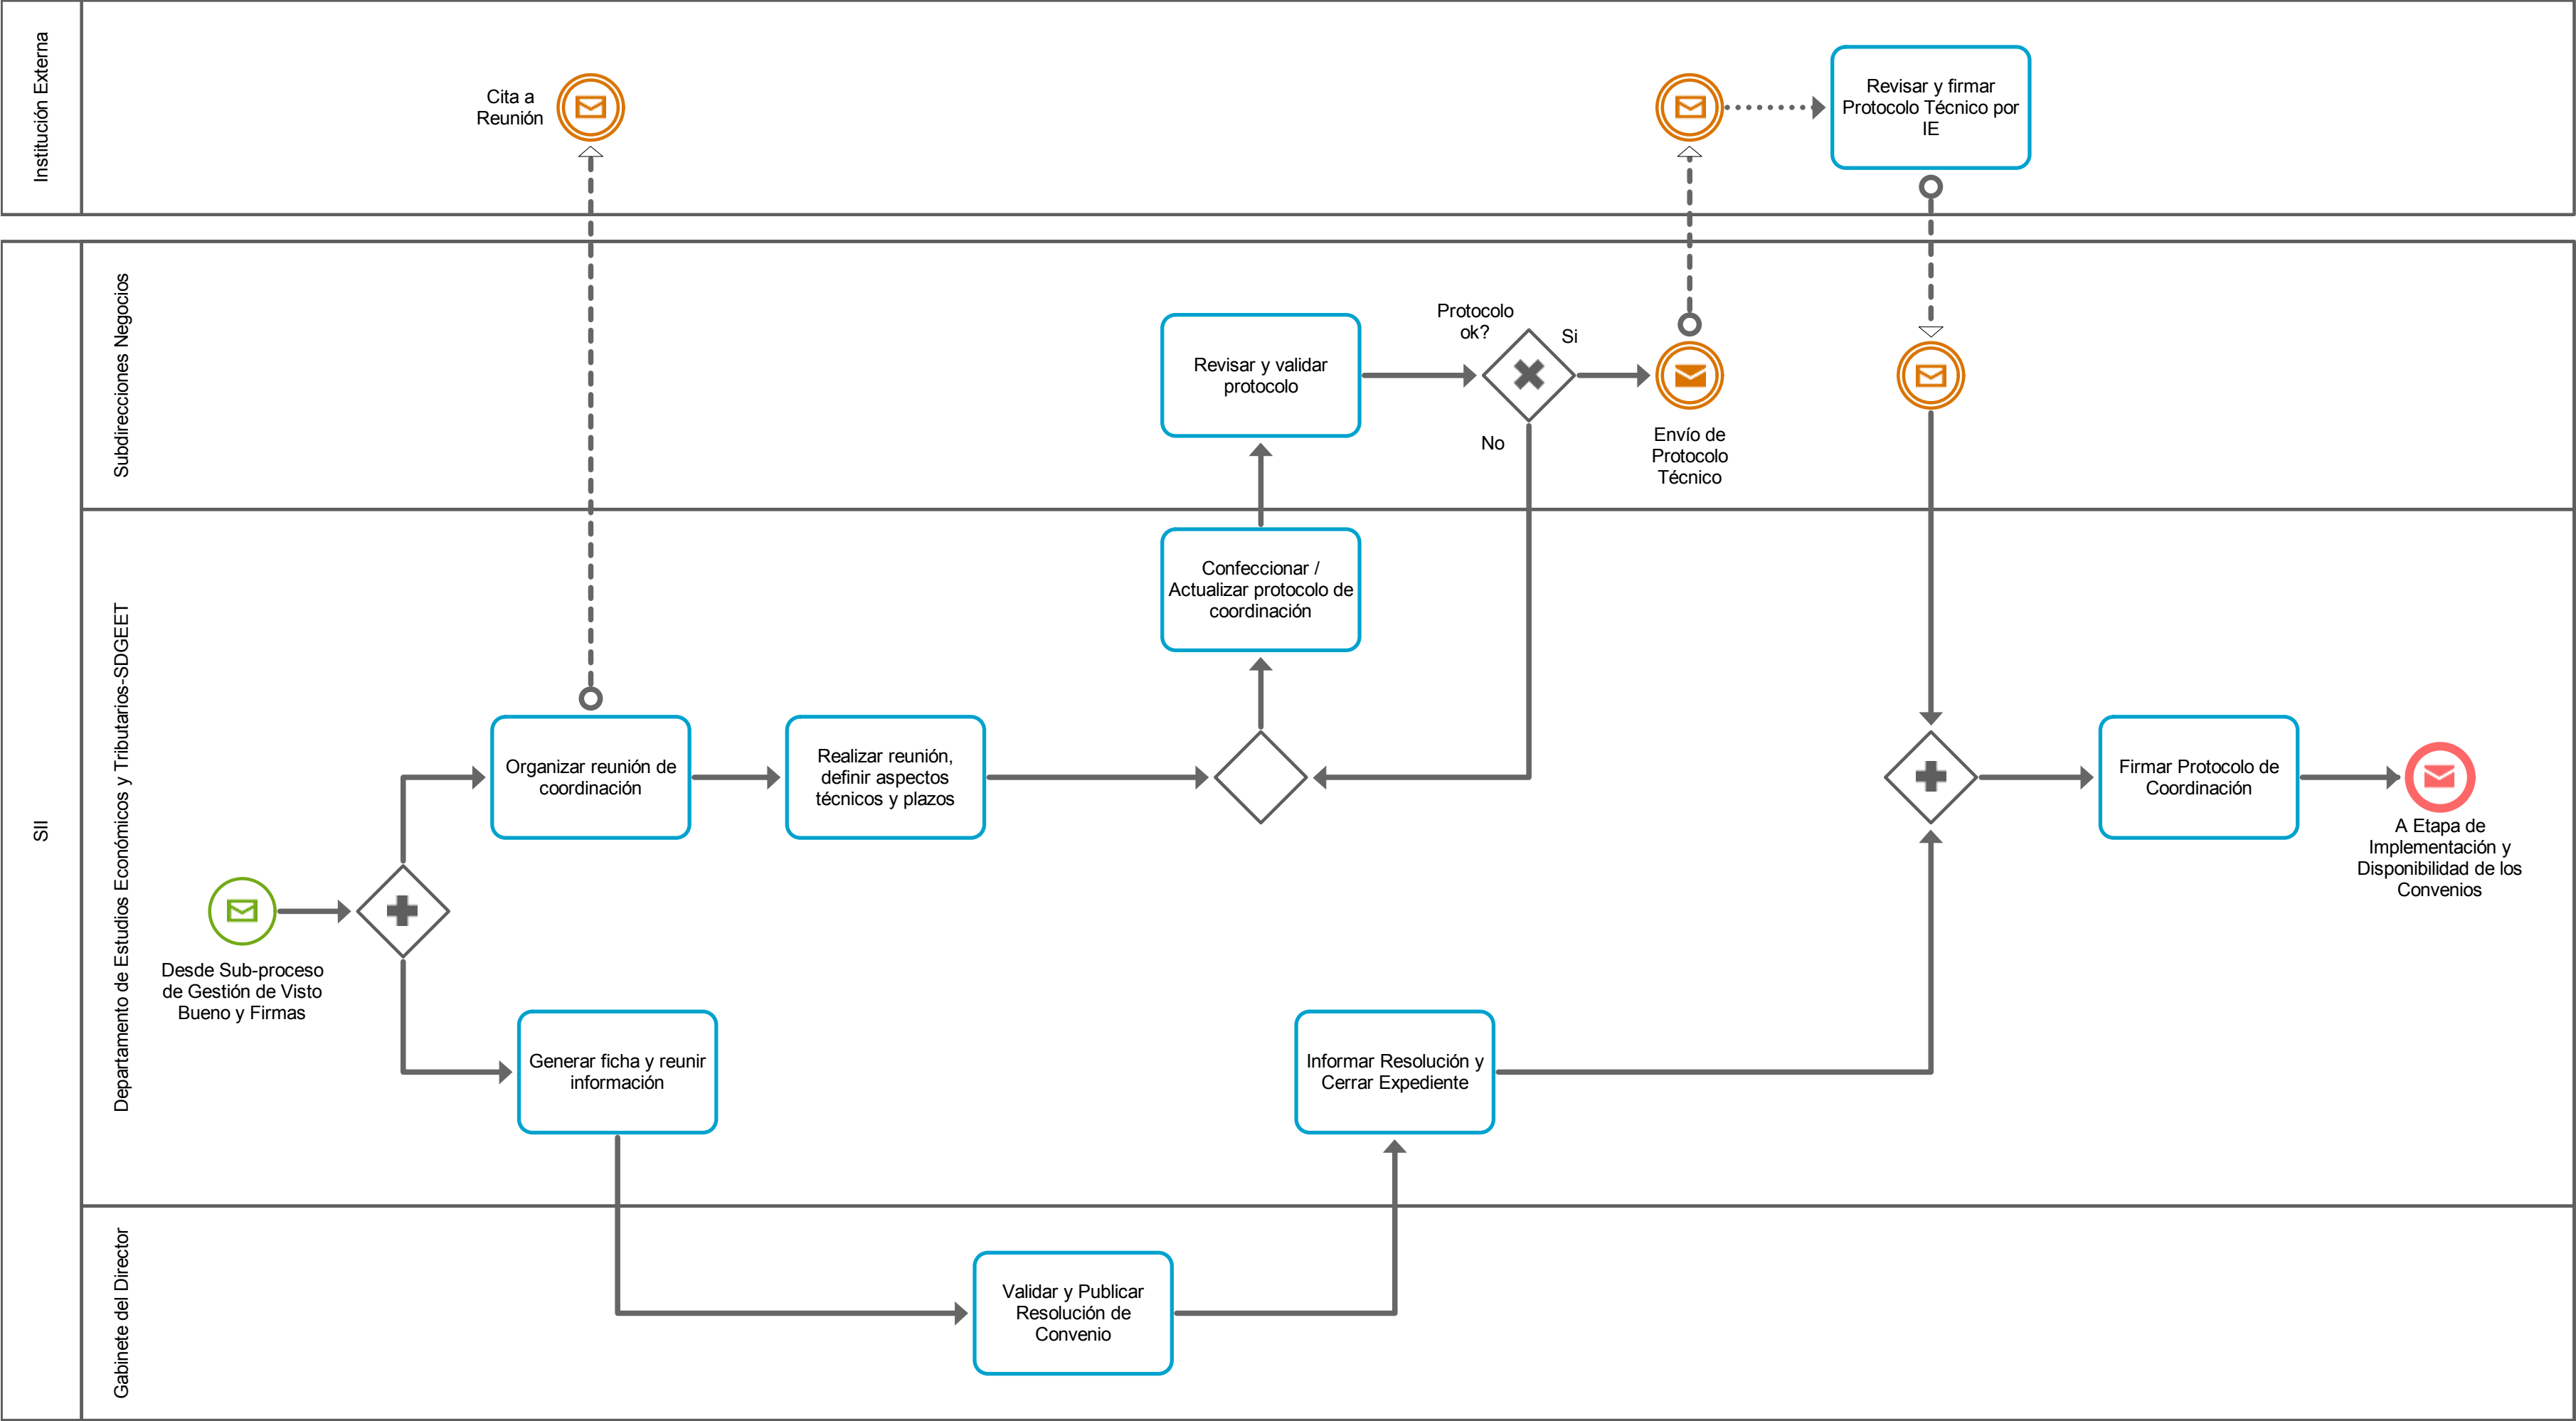 Institución Externa
Cita a
Reunión
Revisar y firmar
Protocolo Técnico por
IE
SII
Subdirecciones Negocios
Revisar y validar
protocolo
Protocolo
ok?
Si
No
Envío de
Protocolo
Técnico
Departamento de Estudios Económicos y Tributarios-SDGEET
Confeccionar /
Actualizar protocolo de
coordinación
Organizar reunión de
coordinación
Realizar reunión,
definir aspectos
técnicos y plazos
Firmar Protocolo de
Coordinación
A Etapa de
Implementación y
Disponibilidad de los
Convenios
Desde Sub-proceso
de Gestión de Visto
Bueno y Firmas
Generar ficha y reunir
información
Informar Resolución y
Cerrar Expediente
Gabinete del Director
Validar y Publicar
Resolución de
Convenio